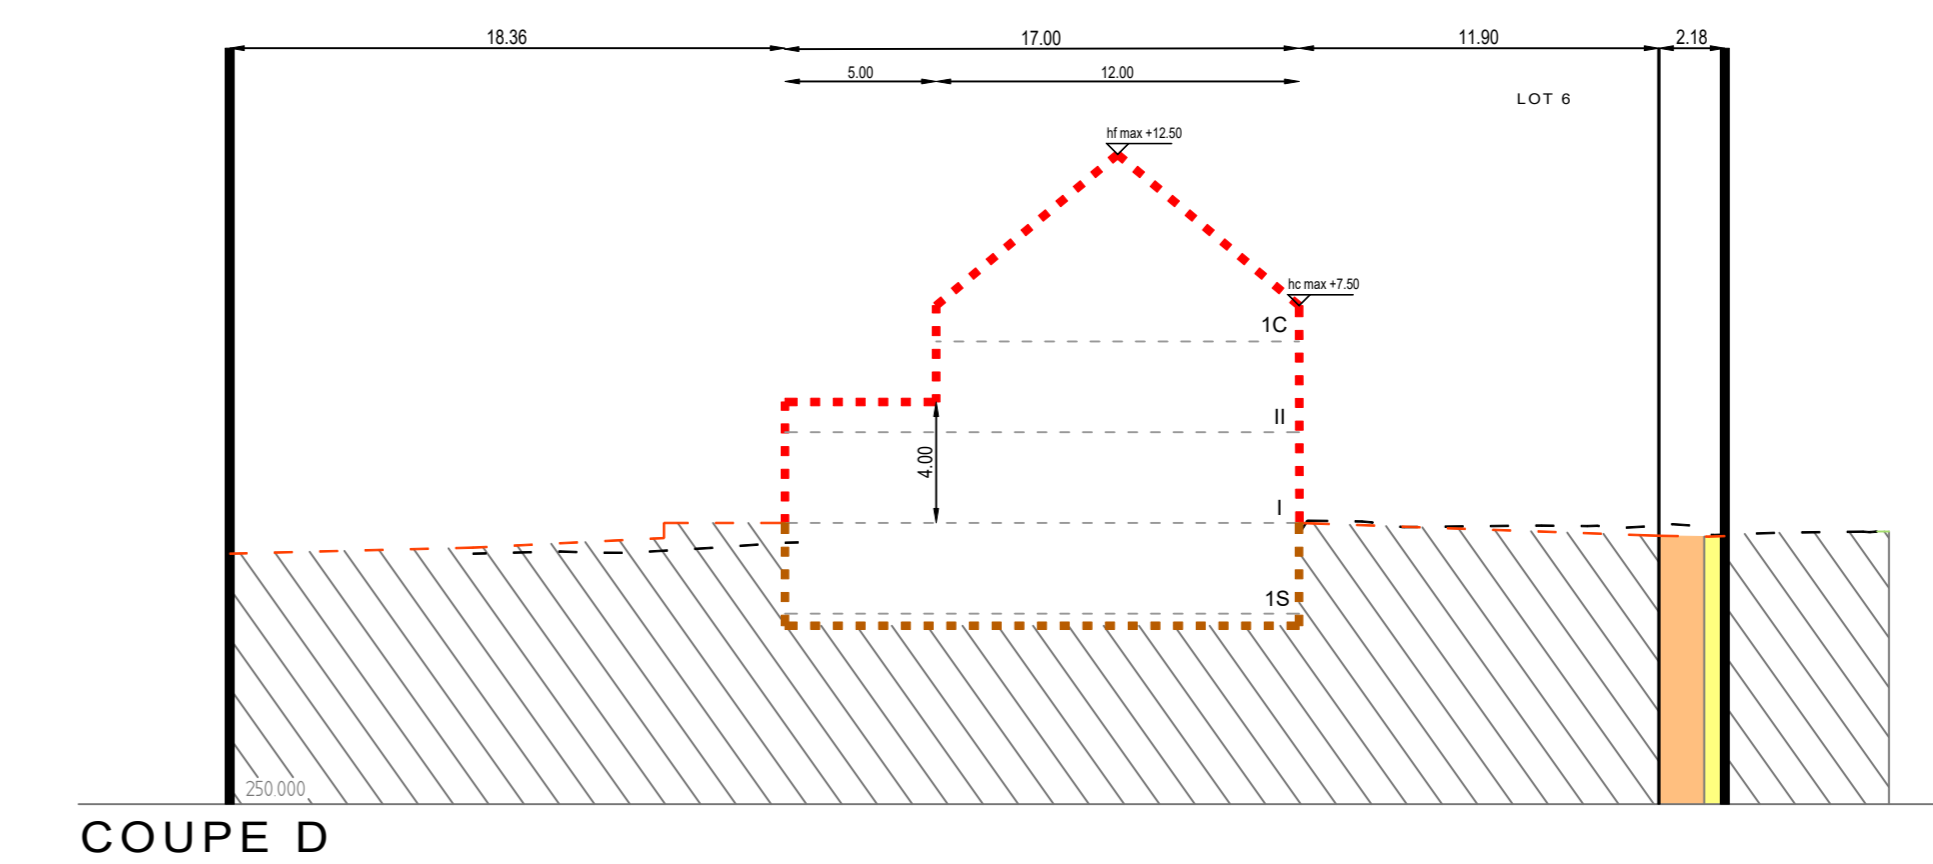 18.36 17.00 11.90 2.18
5.00 12.00
LOT 6
hf max +12.50
hc max +7.50
1C
II
4.00
I
1S
250.000
COUPE D